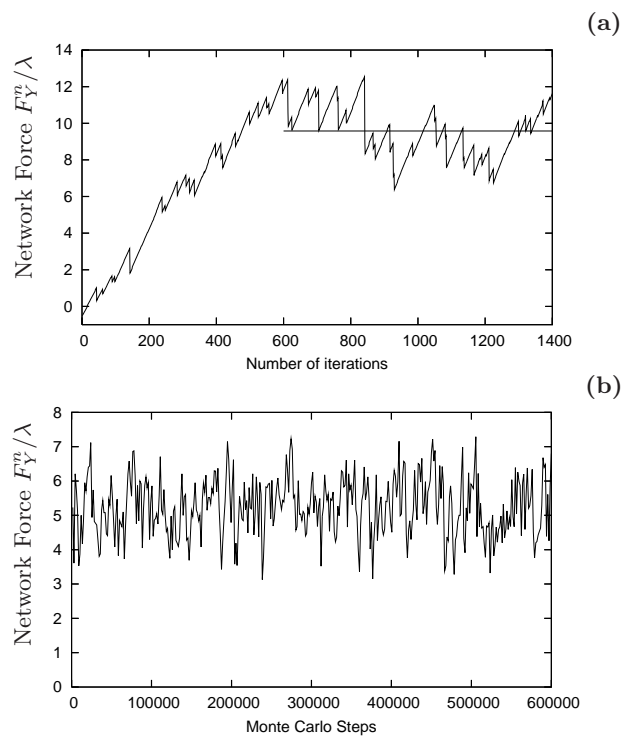 (a)
Network Force F_Y^n/λ
14
12
10
8
6
4
2
0
0 200 400 600 800 1000 1200 1400
Number of iterations
(b)
Network Force F_Y^n/λ
8
7
6
5
4
3
2
1
0
0 100000 200000 300000 400000 500000 600000
Monte Carlo Steps